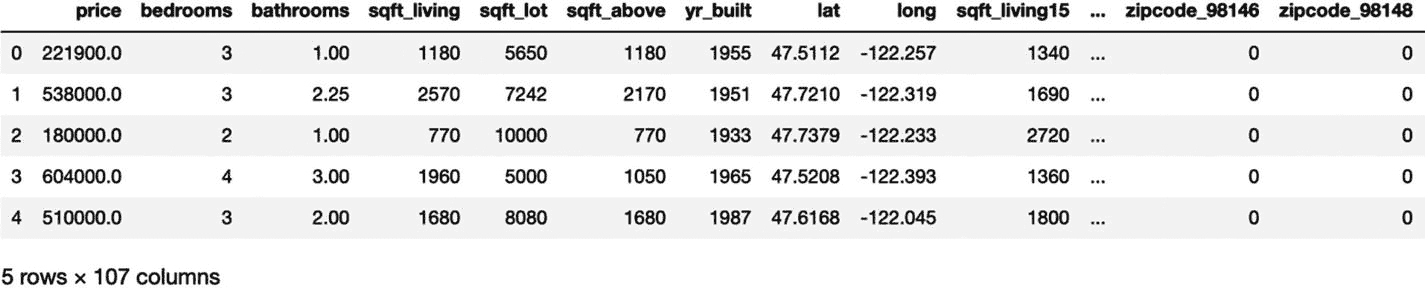 price bedrooms bathrooms sqft_living sqft_lot sqft_above yr_built lat long sqft_living15 ... zipcode_98146 zipcode_98148
0 221900.0 3 1.00 1180 5650 1180 1955 47.5112 -122.257 1340 ... 0 0
1 538000.0 3 2.25 2570 7242 2170 1951 47.7210 -122.319 1690 ... 0 0
2 180000.0 2 1.00 770 10000 770 1933 47.7379 -122.233 2720 ... 0 0
3 604000.0 4 3.00 1960 5000 1050 1965 47.5208 -122.393 1360 ... 0 0
4 510000.0 3 2.00 1680 8080 1680 1987 47.6168 -122.045 1800 ... 0 0
5 rows × 107 columns